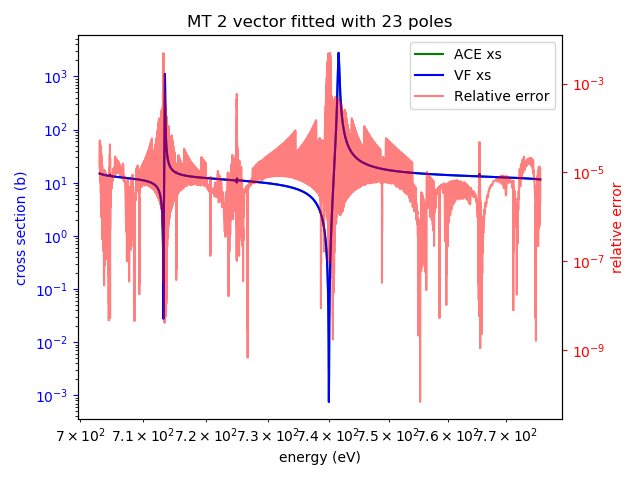 MT 2 vector fitted with 23 poles
ACE xs
VF xs
Relative error
cross section (b)
10³
10²
10¹
10⁰
10⁻¹
10⁻²
10⁻³
10⁻³
10⁻⁵
10⁻⁷
10⁻⁹
relative error
7 × 10² 7.1 × 10² 7.2 × 10² 7.3 × 10² 7.4 × 10² 7.5 × 10² 7.6 × 10² 7.7 × 10²
energy (eV)